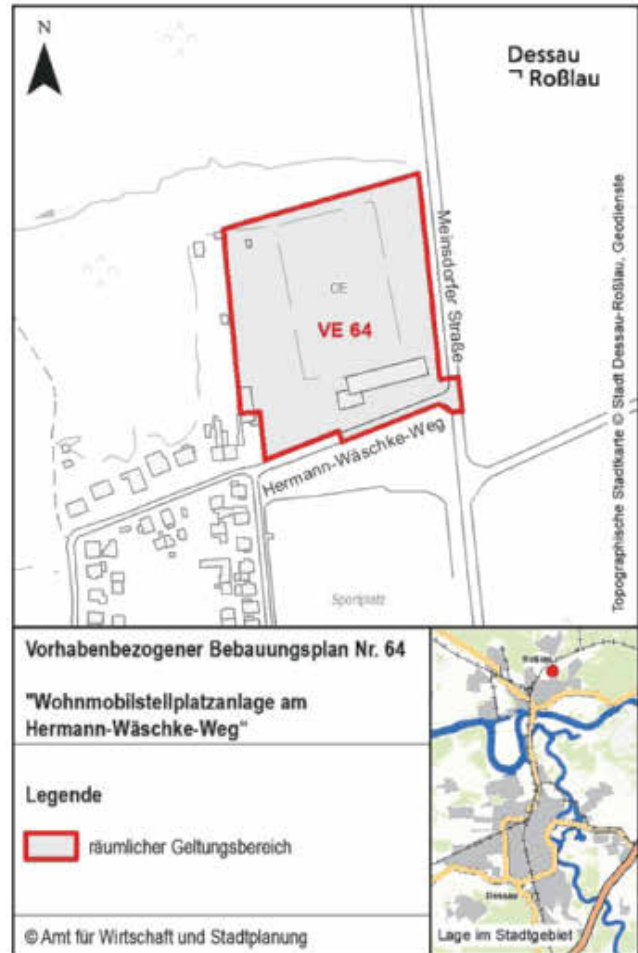 N
Dessau
Roßlau
Meinsdorfer Straße
OE
VE 64
Hermann-Wäschke-Weg
Sportplatz
Topographische Stadtkarte © Stadt Dessau-Roßlau, Geodienste
Vorhabenbezogener Bebauungsplan Nr. 64
"Wohnmobilstellplatzanlage am
Hermann-Wäschke-Weg"
Legende
räumlicher Geltungsbereich
© Amt für Wirtschaft und Stadtplanung
Roßlau
Dessau
Lage im Stadtgebiet